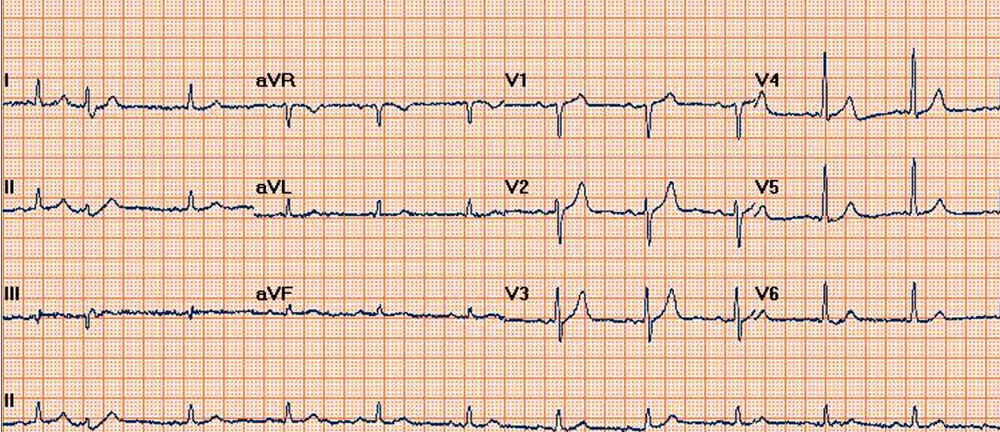 I aVR V1 V4
II aVL V2 V5
III aVF V3 V6
II